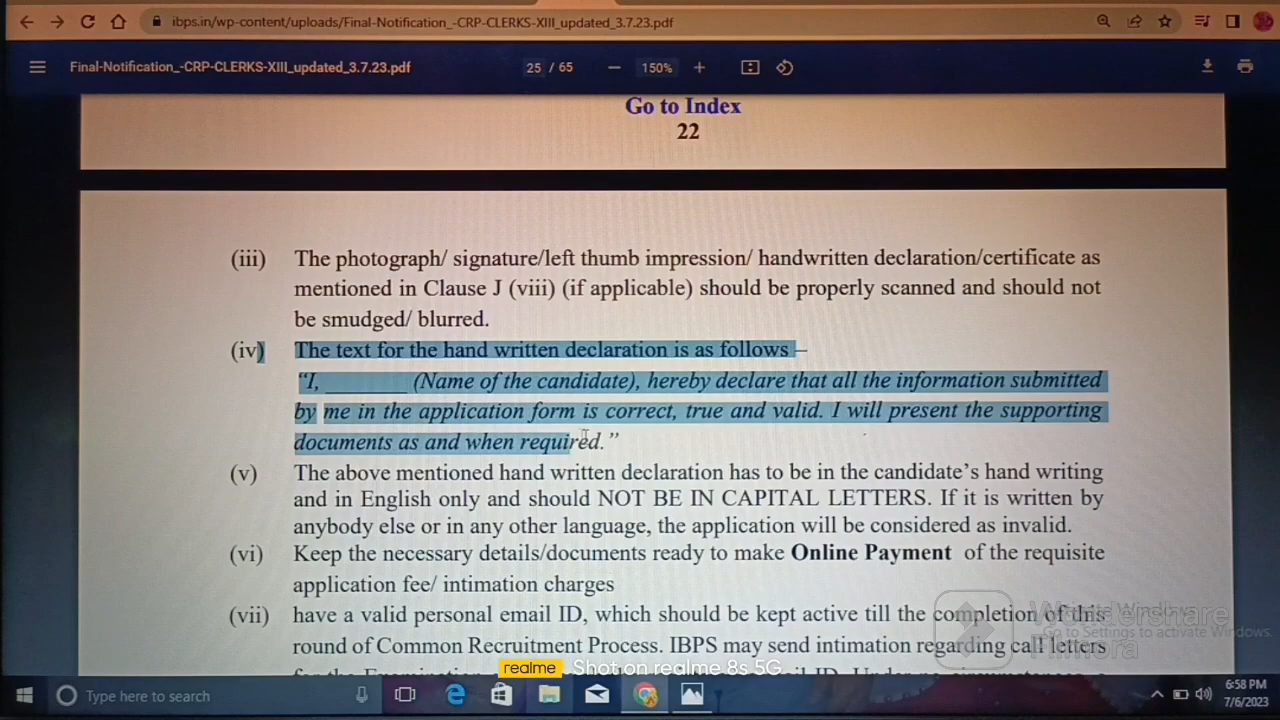 ibps.in/wp-content/uploads/Final-Notification_-CRP-CLERKS-XIII_updated_3.7.23.pdf
Final-Notification_-CRP-CLERKS-XIII_updated_3.7.23.pdf 25 / 65 — 150% +
Go to Index
22
(iii) The photograph/ signature/left thumb impression/ handwritten declaration/certificate as
mentioned in Clause J (viii) (if applicable) should be properly scanned and should not
be smudged/ blurred.
(iv) The text for the hand written declaration is as follows –
“I, _______ (Name of the candidate), hereby declare that all the information submitted
by me in the application form is correct, true and valid. I will present the supporting
documents as and when required.”
(v) The above mentioned hand written declaration has to be in the candidate’s hand writing
and in English only and should NOT BE IN CAPITAL LETTERS. If it is written by
anybody else or in any other language, the application will be considered as invalid.
(vi) Keep the necessary details/documents ready to make Online Payment of the requisite
application fee/ intimation charges
(vii) have a valid personal email ID, which should be kept active till the completion of this
round of Common Recruitment Process. IBPS may send intimation regarding call letters
Wondershare
Filmora
Go to Settings to activate Windows.
realme Shot on realme 8s 5G
Type here to search
6:58 PM
7/6/2023